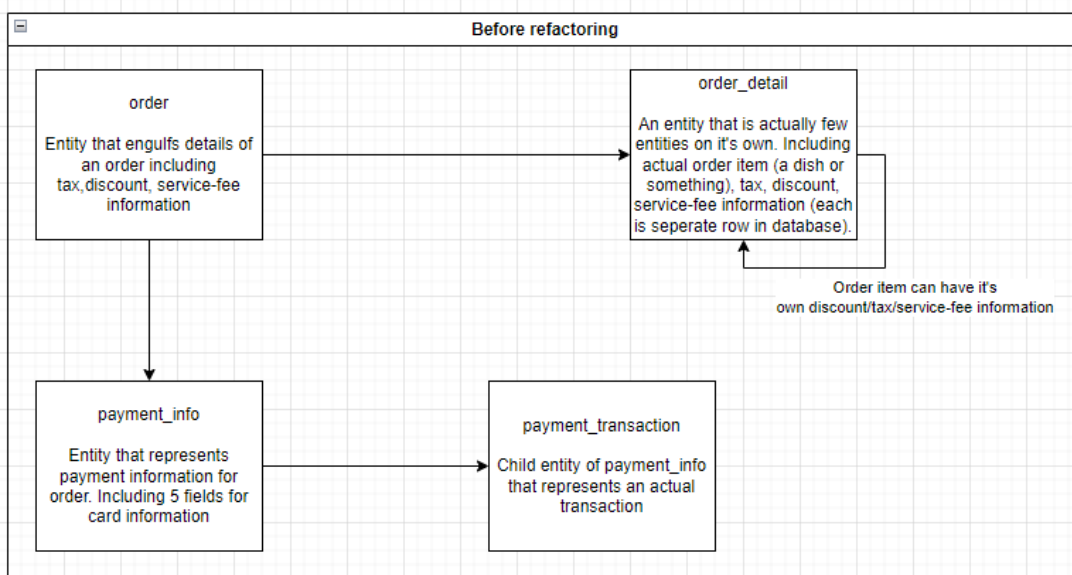 Before refactoring
order
Entity that engulfs details of
an order including
tax,discount, service-fee
information
order_detail
An entity that is actually few
entities on it's own. Including
actual order item (a dish or
something), tax, discount,
service-fee information (each
is seperate row in database).
Order item can have it's
own discount/tax/service-fee information
payment_info
Entity that represents
payment information for
order. Including 5 fields for
card information
payment_transaction
Child entity of payment_info
that represents an actual
transaction